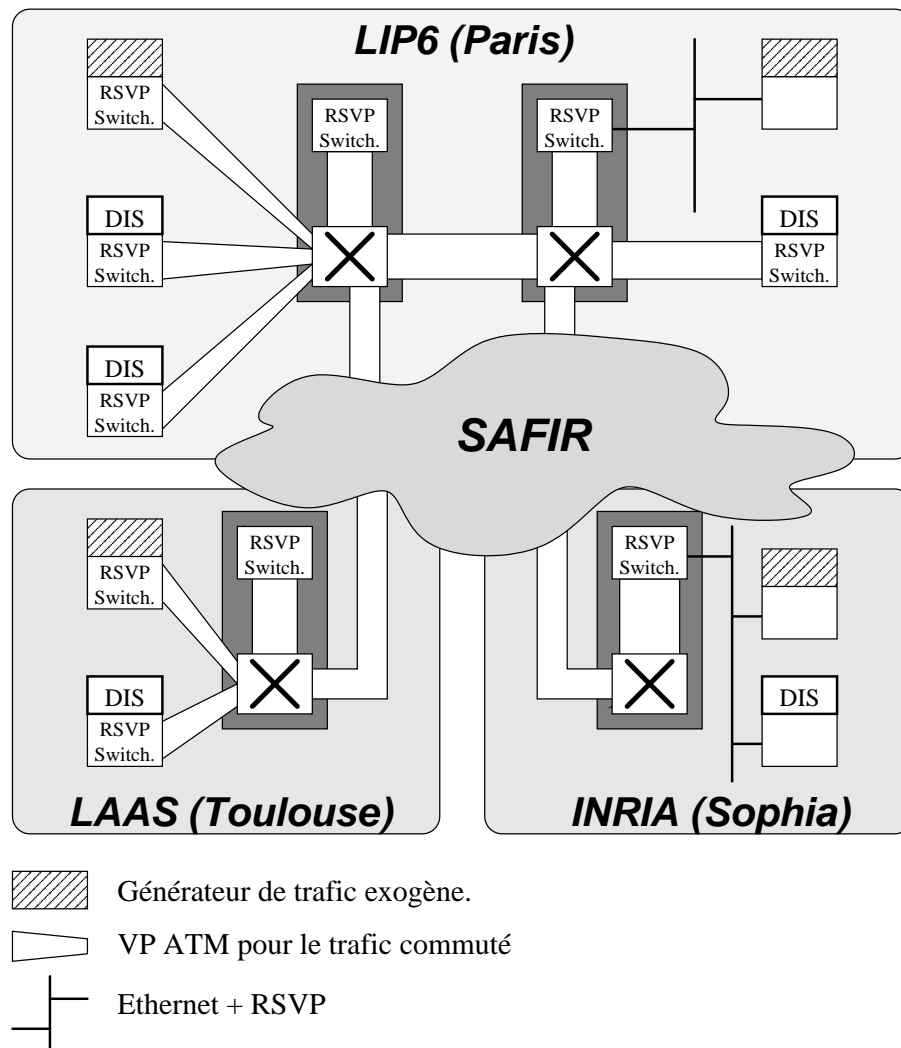 LIP6 (Paris)
RSVP
Switch.
RSVP
Switch.
RSVP
Switch.
DIS
RSVP
Switch.
DIS
RSVP
Switch.
DIS
RSVP
Switch.
SAFIR
RSVP
Switch.
RSVP
Switch.
DIS
RSVP
Switch.
LAAS (Toulouse)
RSVP
Switch.
DIS
INRIA (Sophia)
Générateur de trafic exogène.
VP ATM pour le trafic commuté
Ethernet + RSVP